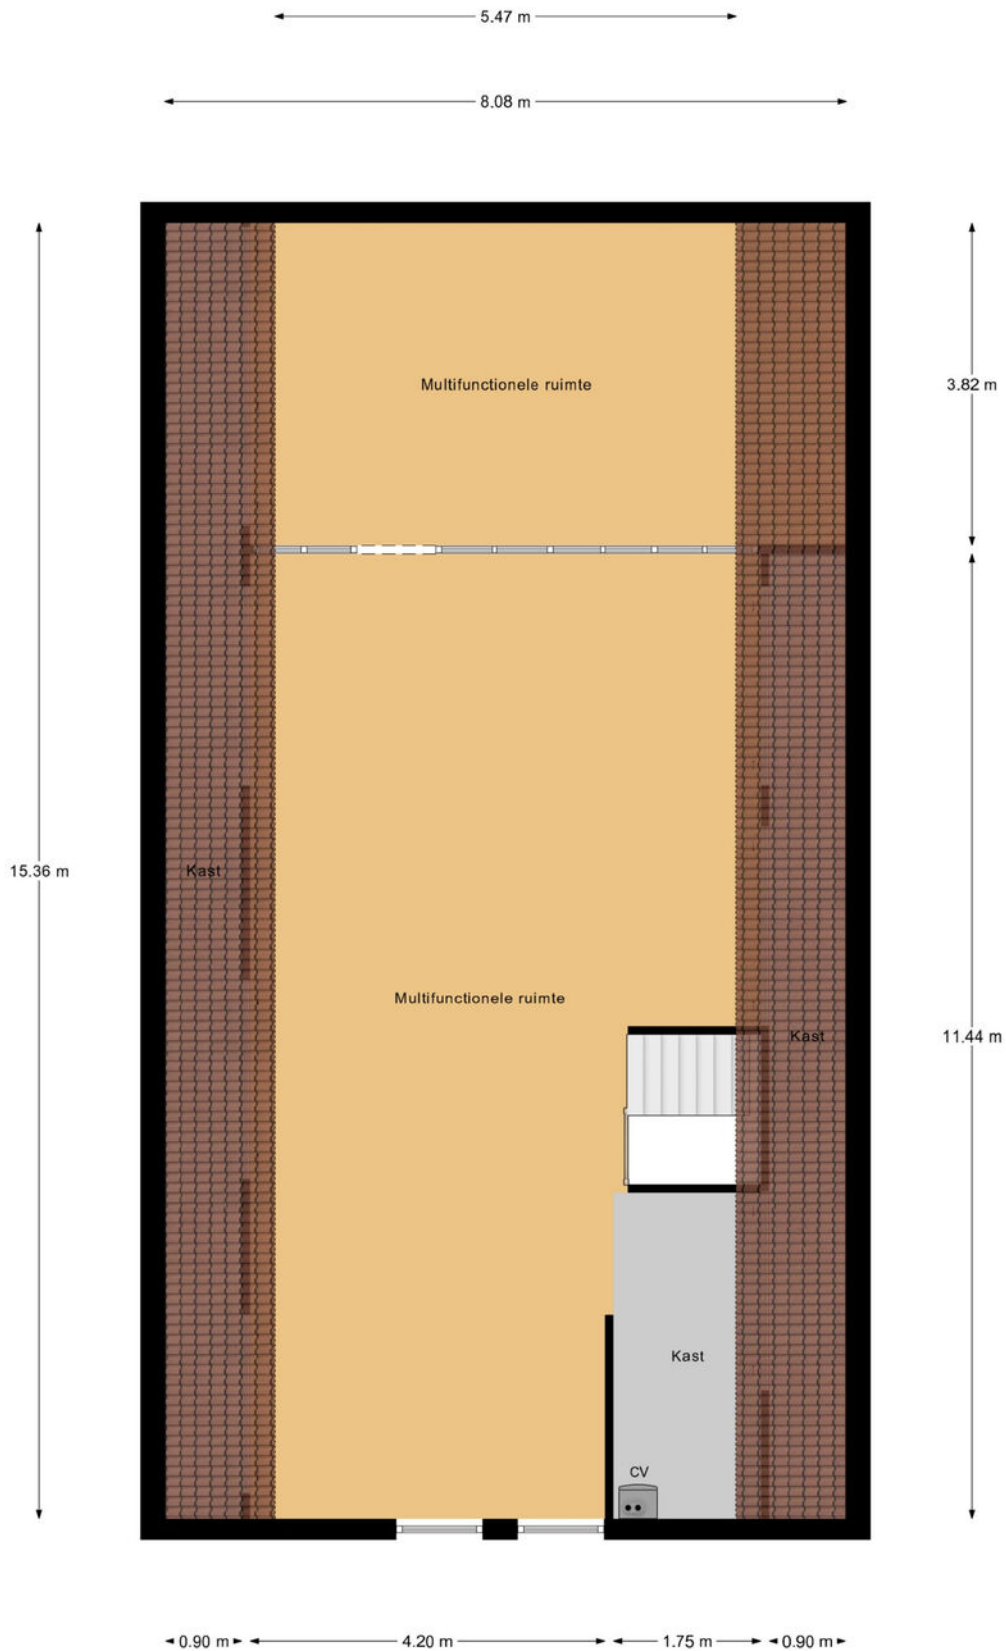 5.47 m
8.08 m
Multifunctionele ruimte
3.82 m
15.36 m
Kast
Multifunctionele ruimte
Kast
11.44 m
Kast
CV
0.90 m
4.20 m
1.75 m
0.90 m